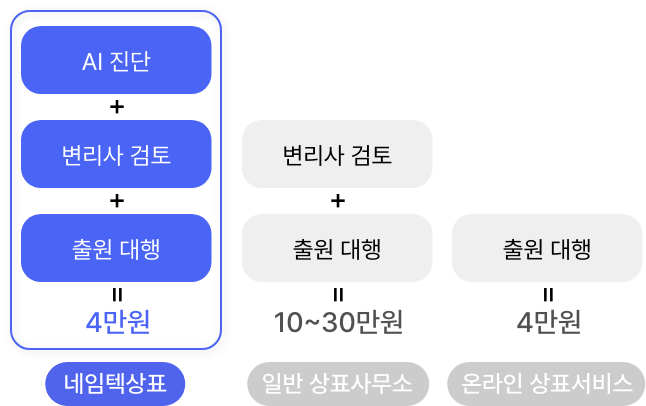 AI 진단
+
변리사 검토
+
출원 대행
=
4만원
네임텍상표
변리사 검토
+
출원 대행
=
10~30만원
일반 상표사무소
출원 대행
=
4만원
온라인 상표서비스